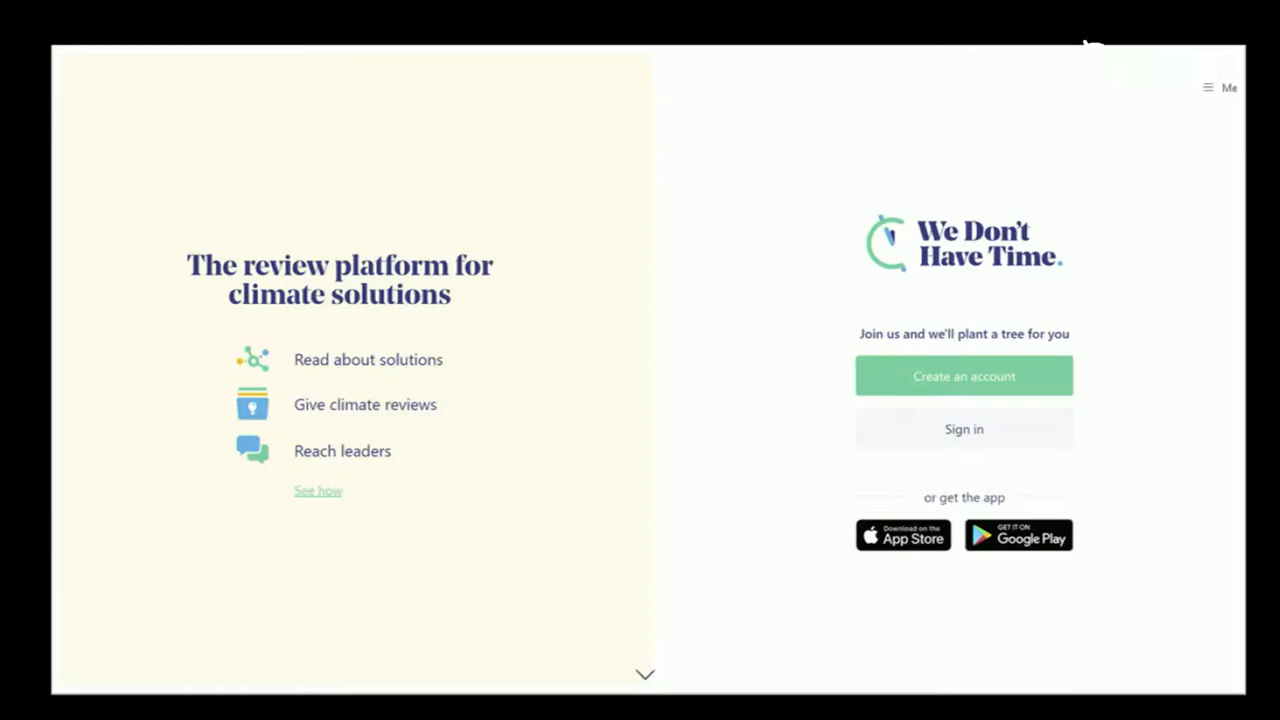 Me
The review platform for
climate solutions
Read about solutions
Give climate reviews
Reach leaders
See how
We Don't
Have Time.
Join us and we'll plant a tree for you
Create an account
Sign in
or get the app
Download on the
App Store
GET IT ON
Google Play